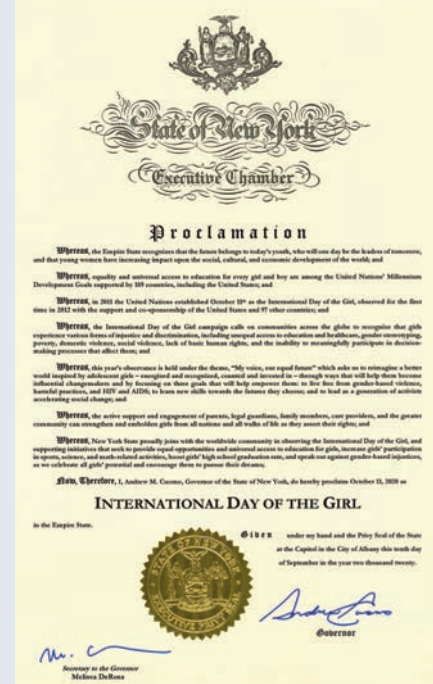 State of New York
Executive Chamber
Proclamation
Whereas, the Empire State recognizes that the future belongs to today's youth, who will one day be the leaders of tomorrow,
and that young women have increasing impact upon the social, cultural, and economic development of the world; and
Whereas, equality and universal access to education for every girl and boy are among the United Nations' Millennium
Development Goals supported by 189 countries, including the United States; and
Whereas, in 2011 the United Nations established October 11th as the International Day of the Girl, observed for the first
time in 2012 with the support and co-sponsorship of the United States and 97 other countries; and
Whereas, the International Day of the Girl campaign calls on communities across the globe to recognize that girls
experience various forms of injustice and discrimination, including unequal access to education and healthcare, gender stereotyping,
poverty, domestic violence, social violence, lack of basic human rights, and the inability to meaningfully participate in decision-
making processes that affect them; and
Whereas, this year's observance is held under the theme, “My voice, our equal future” which asks us to reimagine a better
world inspired by adolescent girls – energised and recognized, counted and invested in – through ways that will help them become
influential changemakers and by focusing on three goals that will help empower them: to live free from gender-based violence,
harmful practices, and HIV and AIDS; to learn new skills towards the futures they choose; and to lead as a generation of activists
accelerating social change; and
Whereas, the active support and engagement of parents, legal guardians, family members, care providers, and the greater
community can strengthen and embolden girls from all nations and all walks of life as they assert their rights; and
Whereas, New York State proudly joins with the worldwide community in observing the International Day of the Girl, and
supporting initiatives that seek to provide equal opportunities and universal access to education for girls, increase girls' participation
in sports, science, and math-related activities, boost girls' high school graduation rate, and speak out against gender-based injustices,
as we celebrate all girls' potential and encourage them to pursue their dreams;
Now, Therefore, I, Andrew M. Cuomo, Governor of the State of New York, do hereby proclaim October 11, 2020 as
INTERNATIONAL DAY OF THE GIRL
in the Empire State.
Given under my hand and the Privy Seal of the State
at the Capitol in the City of Albany this tenth day
of September in the year two thousand twenty.
STATE OF NEW YORK
EXECUTIVE PRIVY SEAL
Governor
Secretary to the Governor
Melissa DeRosa